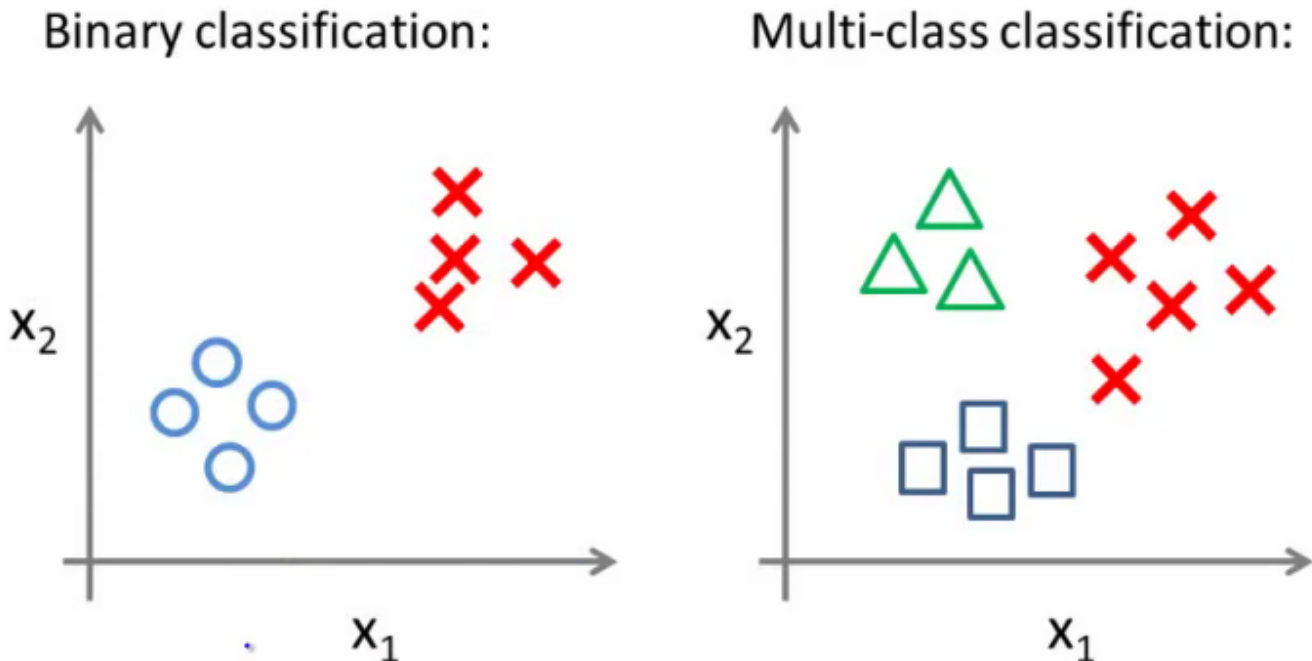 Binary classification:
x₂
x₁
Multi-class classification:
x₂
x₁